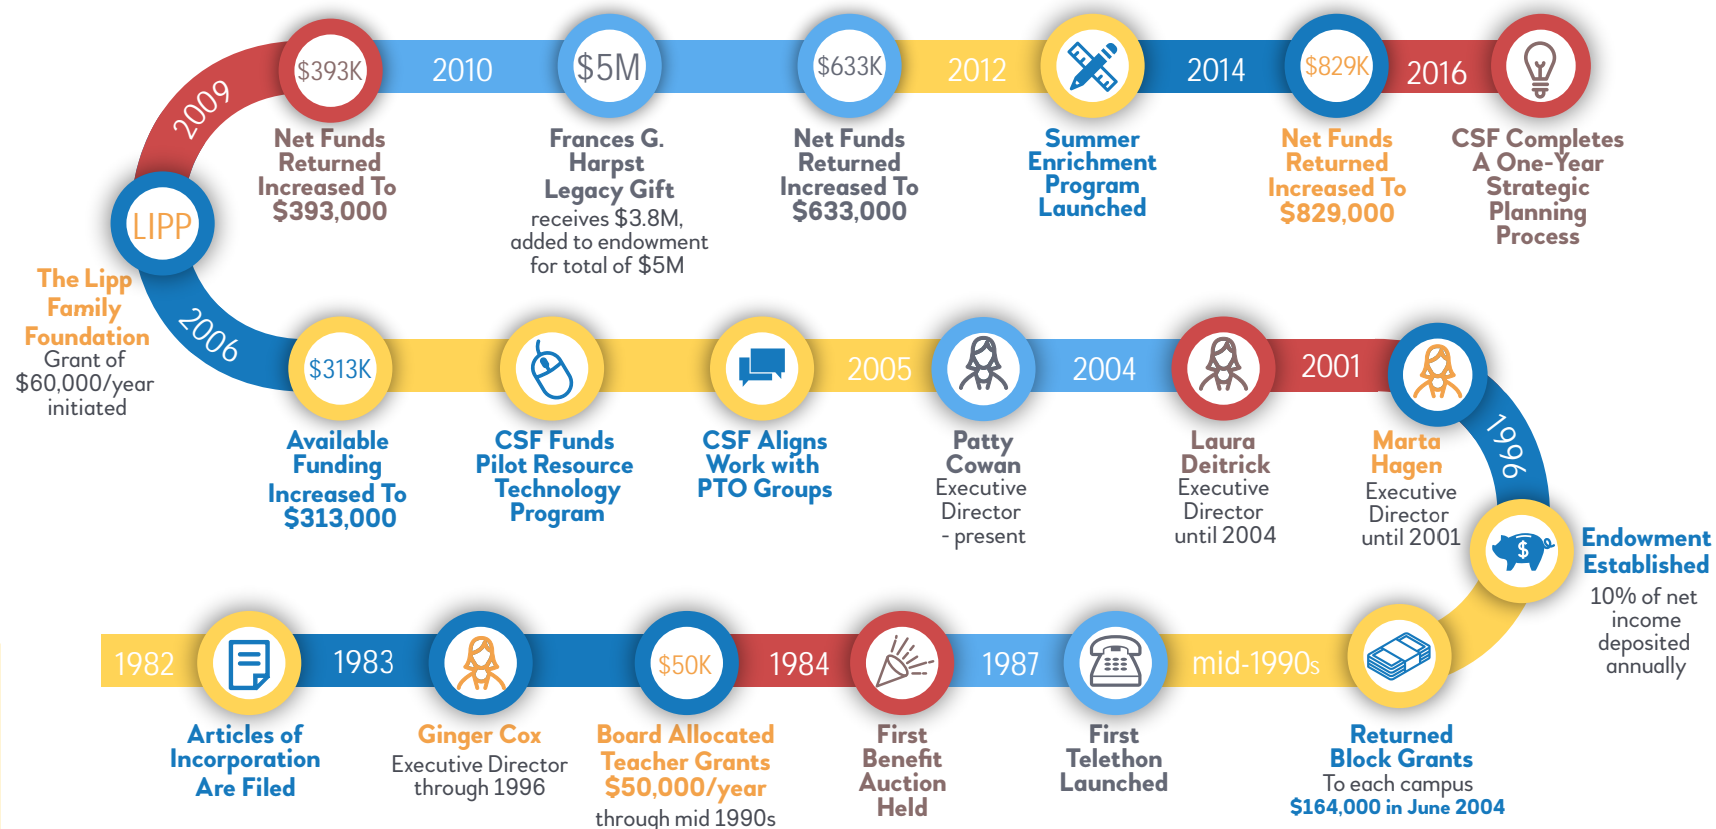 2009
$393K
2010
$5M
$633K
2012
2014
$829K
2016
Net Funds
Returned
Increased To
$393,000
Frances G.
Harpst
Legacy Gift
receives $3.8M,
added to endowment
for total of $5M
Net Funds
Returned
Increased To
$633,000
Summer
Enrichment
Program
Launched
Net Funds
Returned
Increased To
$829,000
CSF Completes
A One-Year
Strategic
Planning
Process
LIPP
The Lipp
Family
Foundation
Grant of
$60,000/year
initiated
2006
$313K
2005
2004
2001
1996
Available
Funding
Increased To
$313,000
CSF Funds
Pilot Resource
Technology
Program
CSF Aligns
Work with
PTO Groups
Patty
Cowan
Executive
Director
- present
Laura
Deitrick
Executive
Director
until 2004
Marta
Hagen
Executive
Director
until 2001
$
Endowment
Established
10% of net
income
deposited
annually
1982
1983
$50K
1984
1987
mid-1990s
Articles of
Incorporation
Are Filed
Ginger Cox
Executive Director
through 1996
Board Allocated
Teacher Grants
$50,000/year
through mid 1990s
First
Benefit
Auction
Held
First
Telethon
Launched
Returned
Block Grants
To each campus
$164,000 in June 2004